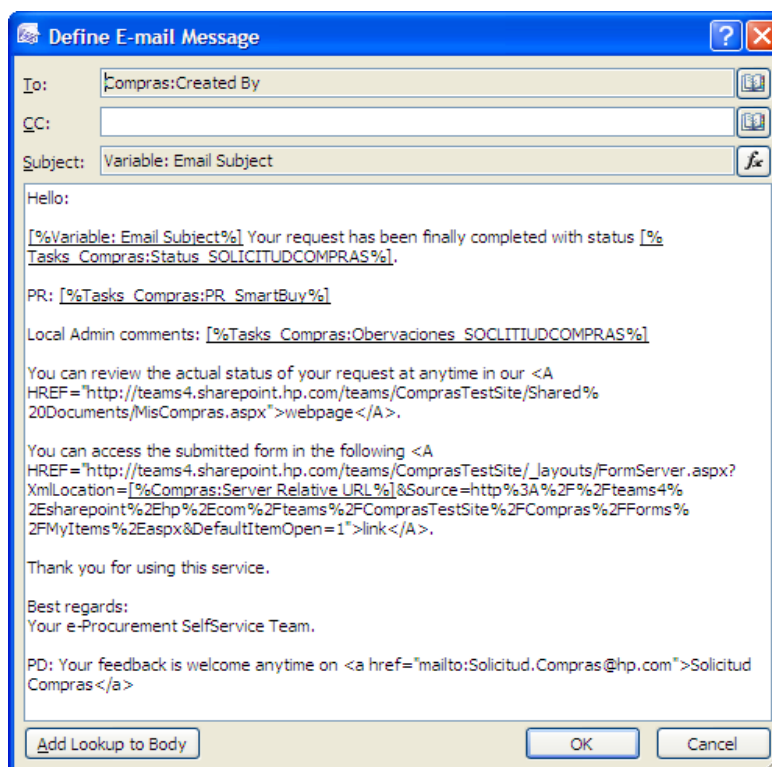 Define E-mail Message
To: Compras:Created By
CC:
Subject: Variable: Email Subject
Hello:
[%Variable: Email Subject%] Your request has been finally completed with status [%
Tasks_Compras:Status_SOLICITUDCOMPRAS%].
PR: [%Tasks_Compras:PR_SmartBuy%]
Local Admin comments: [%Tasks_Compras:Obervaciones_SOCLITIUDCOMPRAS%]
You can review the actual status of your request at anytime in our <A
HREF="http://teams4.sharepoint.hp.com/teams/ComprasTestSite/Shared%
20Documents/MisCompras.aspx">webpage</A>.
You can access the submitted form in the following <A
HREF="http://teams4.sharepoint.hp.com/teams/ComprasTestSite/_layouts/FormServer.aspx?
XmlLocation=[%Compras:Server Relative URL%]&Source=http%3A%2F%2Fteams4%
2Esharepoint%2Ehp%2Ecom%2Fteams%2FComprasTestSite%2FCompras%2FForms%
2FMyItems%2Easpx&DefaultItemOpen=1">link</A>.
Thank you for using this service.
Best regards:
Your e-Procurement SelfService Team.
PD: Your feedback is welcome anytime on <a href="mailto:Solicitud.Compras@hp.com">Solicitud
Compras</a>
Add Lookup to Body OK Cancel